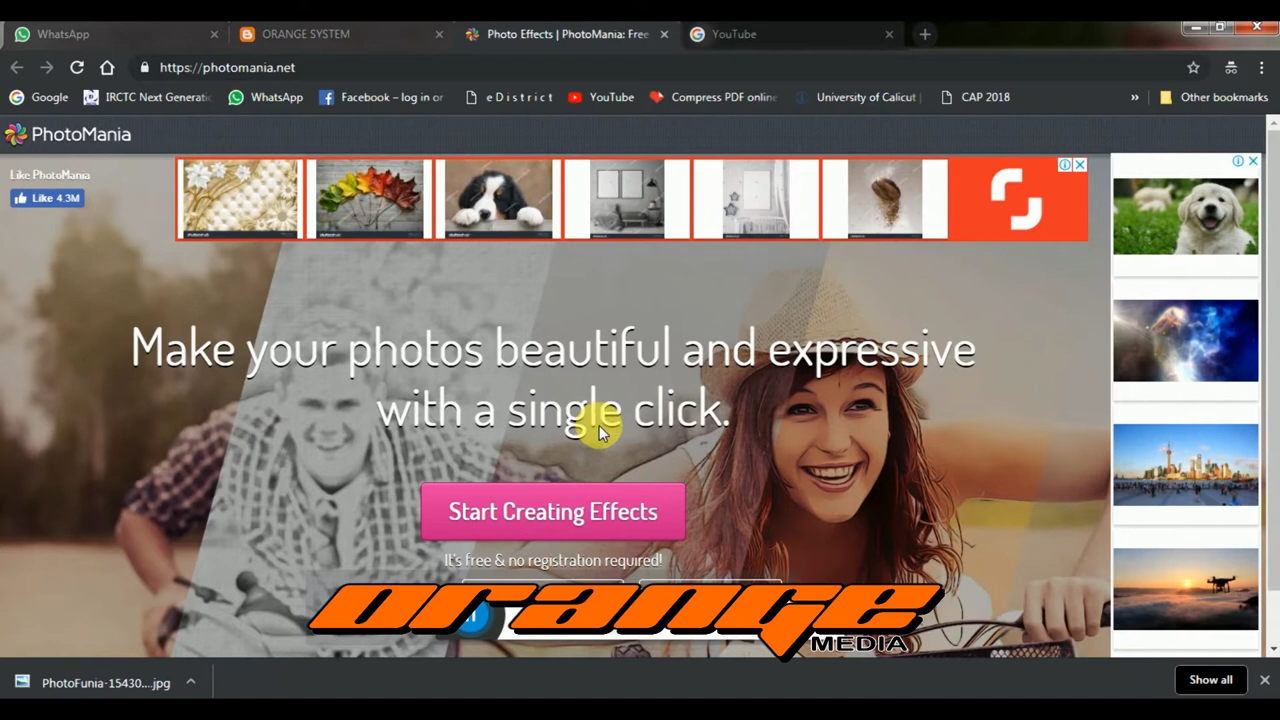 WhatsApp
ORANGE SYSTEM
Photo Effects | PhotoMania: Free
YouTube
https://photomania.net
Google
IRCTC Next Generati
WhatsApp
Facebook – log in or
e D i s t r i c t
YouTube
Compress PDF online
University of Calicut |
CAP 2018
Other bookmarks
PhotoMania
Like PhotoMania
Like 4.3M
Make your photos beautiful and expressive
with a single click.
Start Creating Effects
It's free & no registration required!
orange
MEDIA
PhotoFunia-15430....jpg
Show all